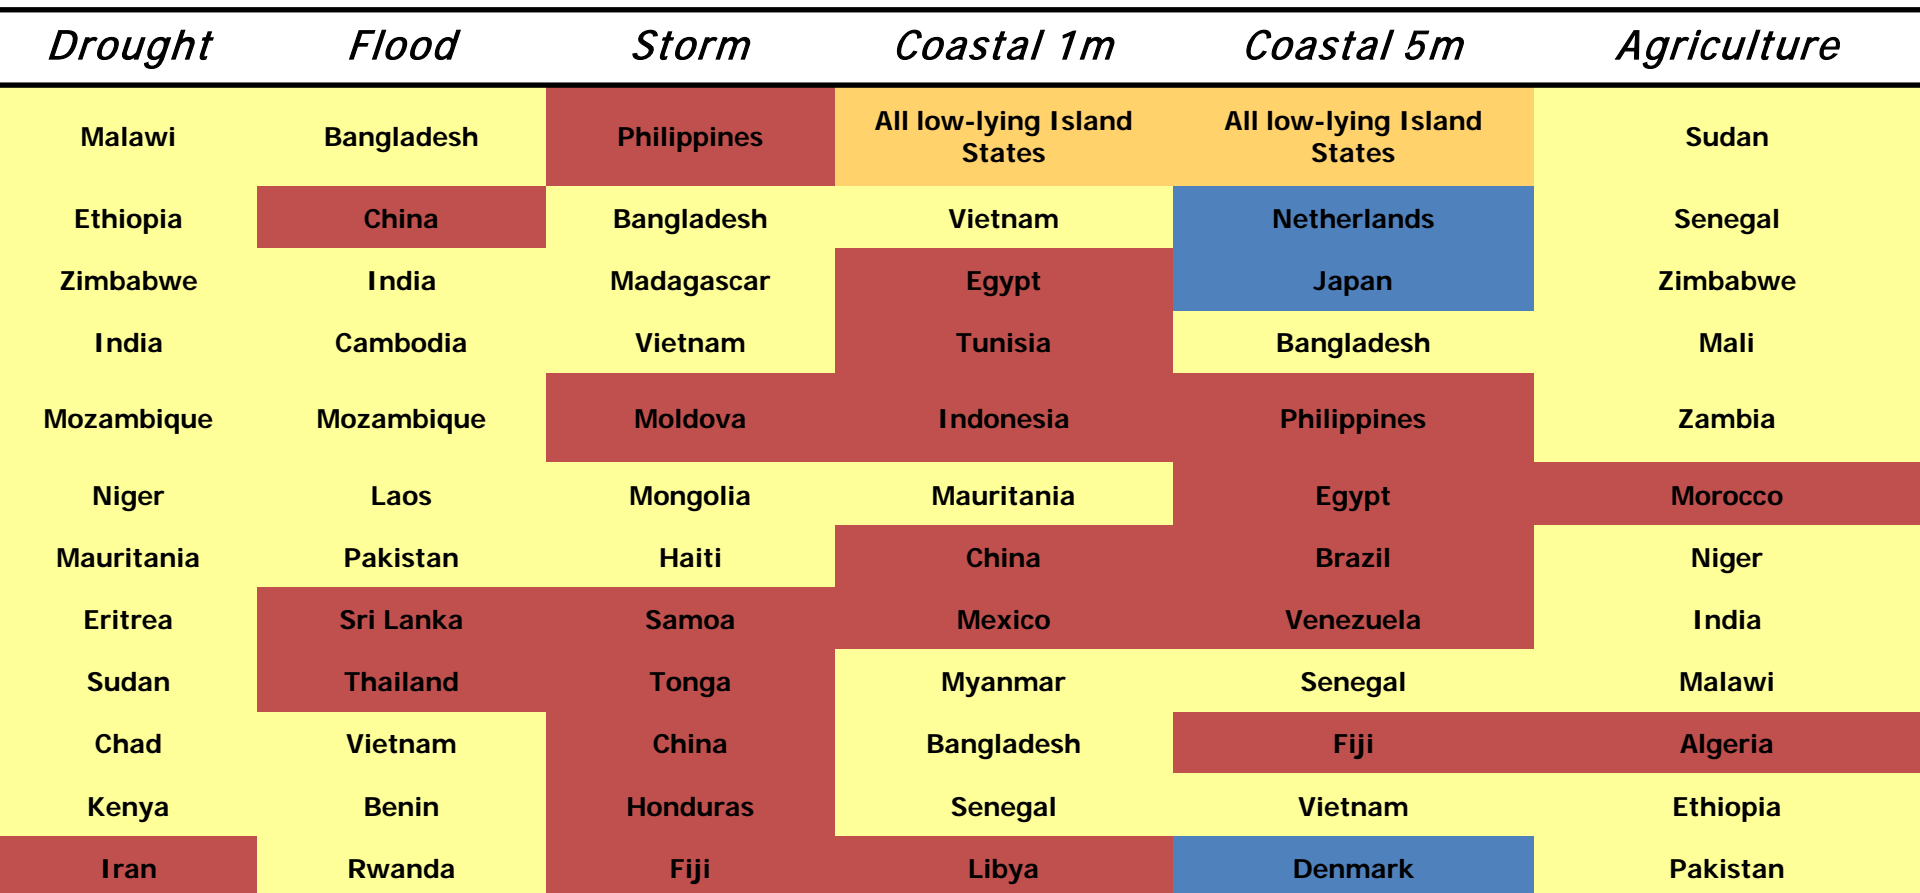 Drought Flood Storm Coastal 1m Coastal 5m Agriculture
Malawi Bangladesh Philippines All low-lying Island States All low-lying Island States Sudan
Ethiopia China Bangladesh Vietnam Netherlands Senegal
Zimbabwe India Madagascar Egypt Japan Zimbabwe
India Cambodia Vietnam Tunisia Bangladesh Mali
Mozambique Mozambique Moldova Indonesia Philippines Zambia
Niger Laos Mongolia Mauritania Egypt Morocco
Mauritania Pakistan Haiti China Brazil Niger
Eritrea Sri Lanka Samoa Mexico Venezuela India
Sudan Thailand Tonga Myanmar Senegal Malawi
Chad Vietnam China Bangladesh Fiji Algeria
Kenya Benin Honduras Senegal Vietnam Ethiopia
Iran Rwanda Fiji Libya Denmark Pakistan